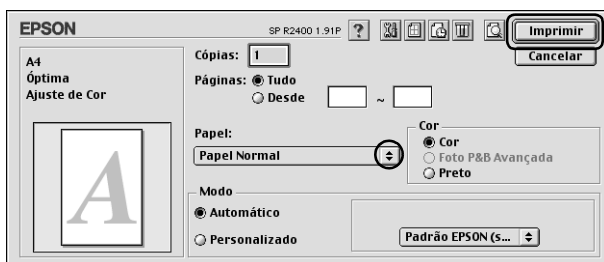 EPSON
SP R2400 1.91P
?
Imprimir
Cancelar
A4
Óptima
Ajuste de Cor
A
Cópias: 1
Páginas: Tudo
Desde ~
Papel:
Papel Normal
Cor
Cor
Foto P&B Avançada
Preto
Modo
Automático
Personalizado
Padrão EPSON (s...